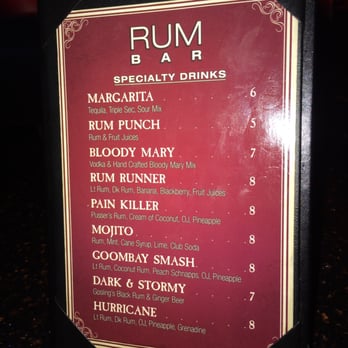 RUM
BAR
SPECIALTY DRINKS
MARGARITA . . . . . . 6
Tequila, Triple Sec, Sour Mix
RUM PUNCH . . . . . . 5
Rum & Fruit Juices
BLOODY MARY . . . . . 7
Vodka & Hand Crafted Bloody Mary Mix
RUM RUNNER . . . . . 8
Lt Rum, Dk Rum, Banana, Blackberry, Fruit Juices
PAIN KILLER . . . . . 8
Pusser's Rum, Cream of Coconut, OJ, Pineapple
MOJITO . . . . . . . 8
Rum, Mint, Cane Syrup, Lime, Club Soda
GOOMBAY SMASH . . . . 8
Lt Rum, Coconut Rum, Peach Schnapps, OJ, Pineapple
DARK & STORMY . . . . 7
Gosling's Black Rum & Ginger Beer
HURRICANE . . . . . . 8
Lt Rum, Dk Rum, OJ, Pineapple, Grenadine